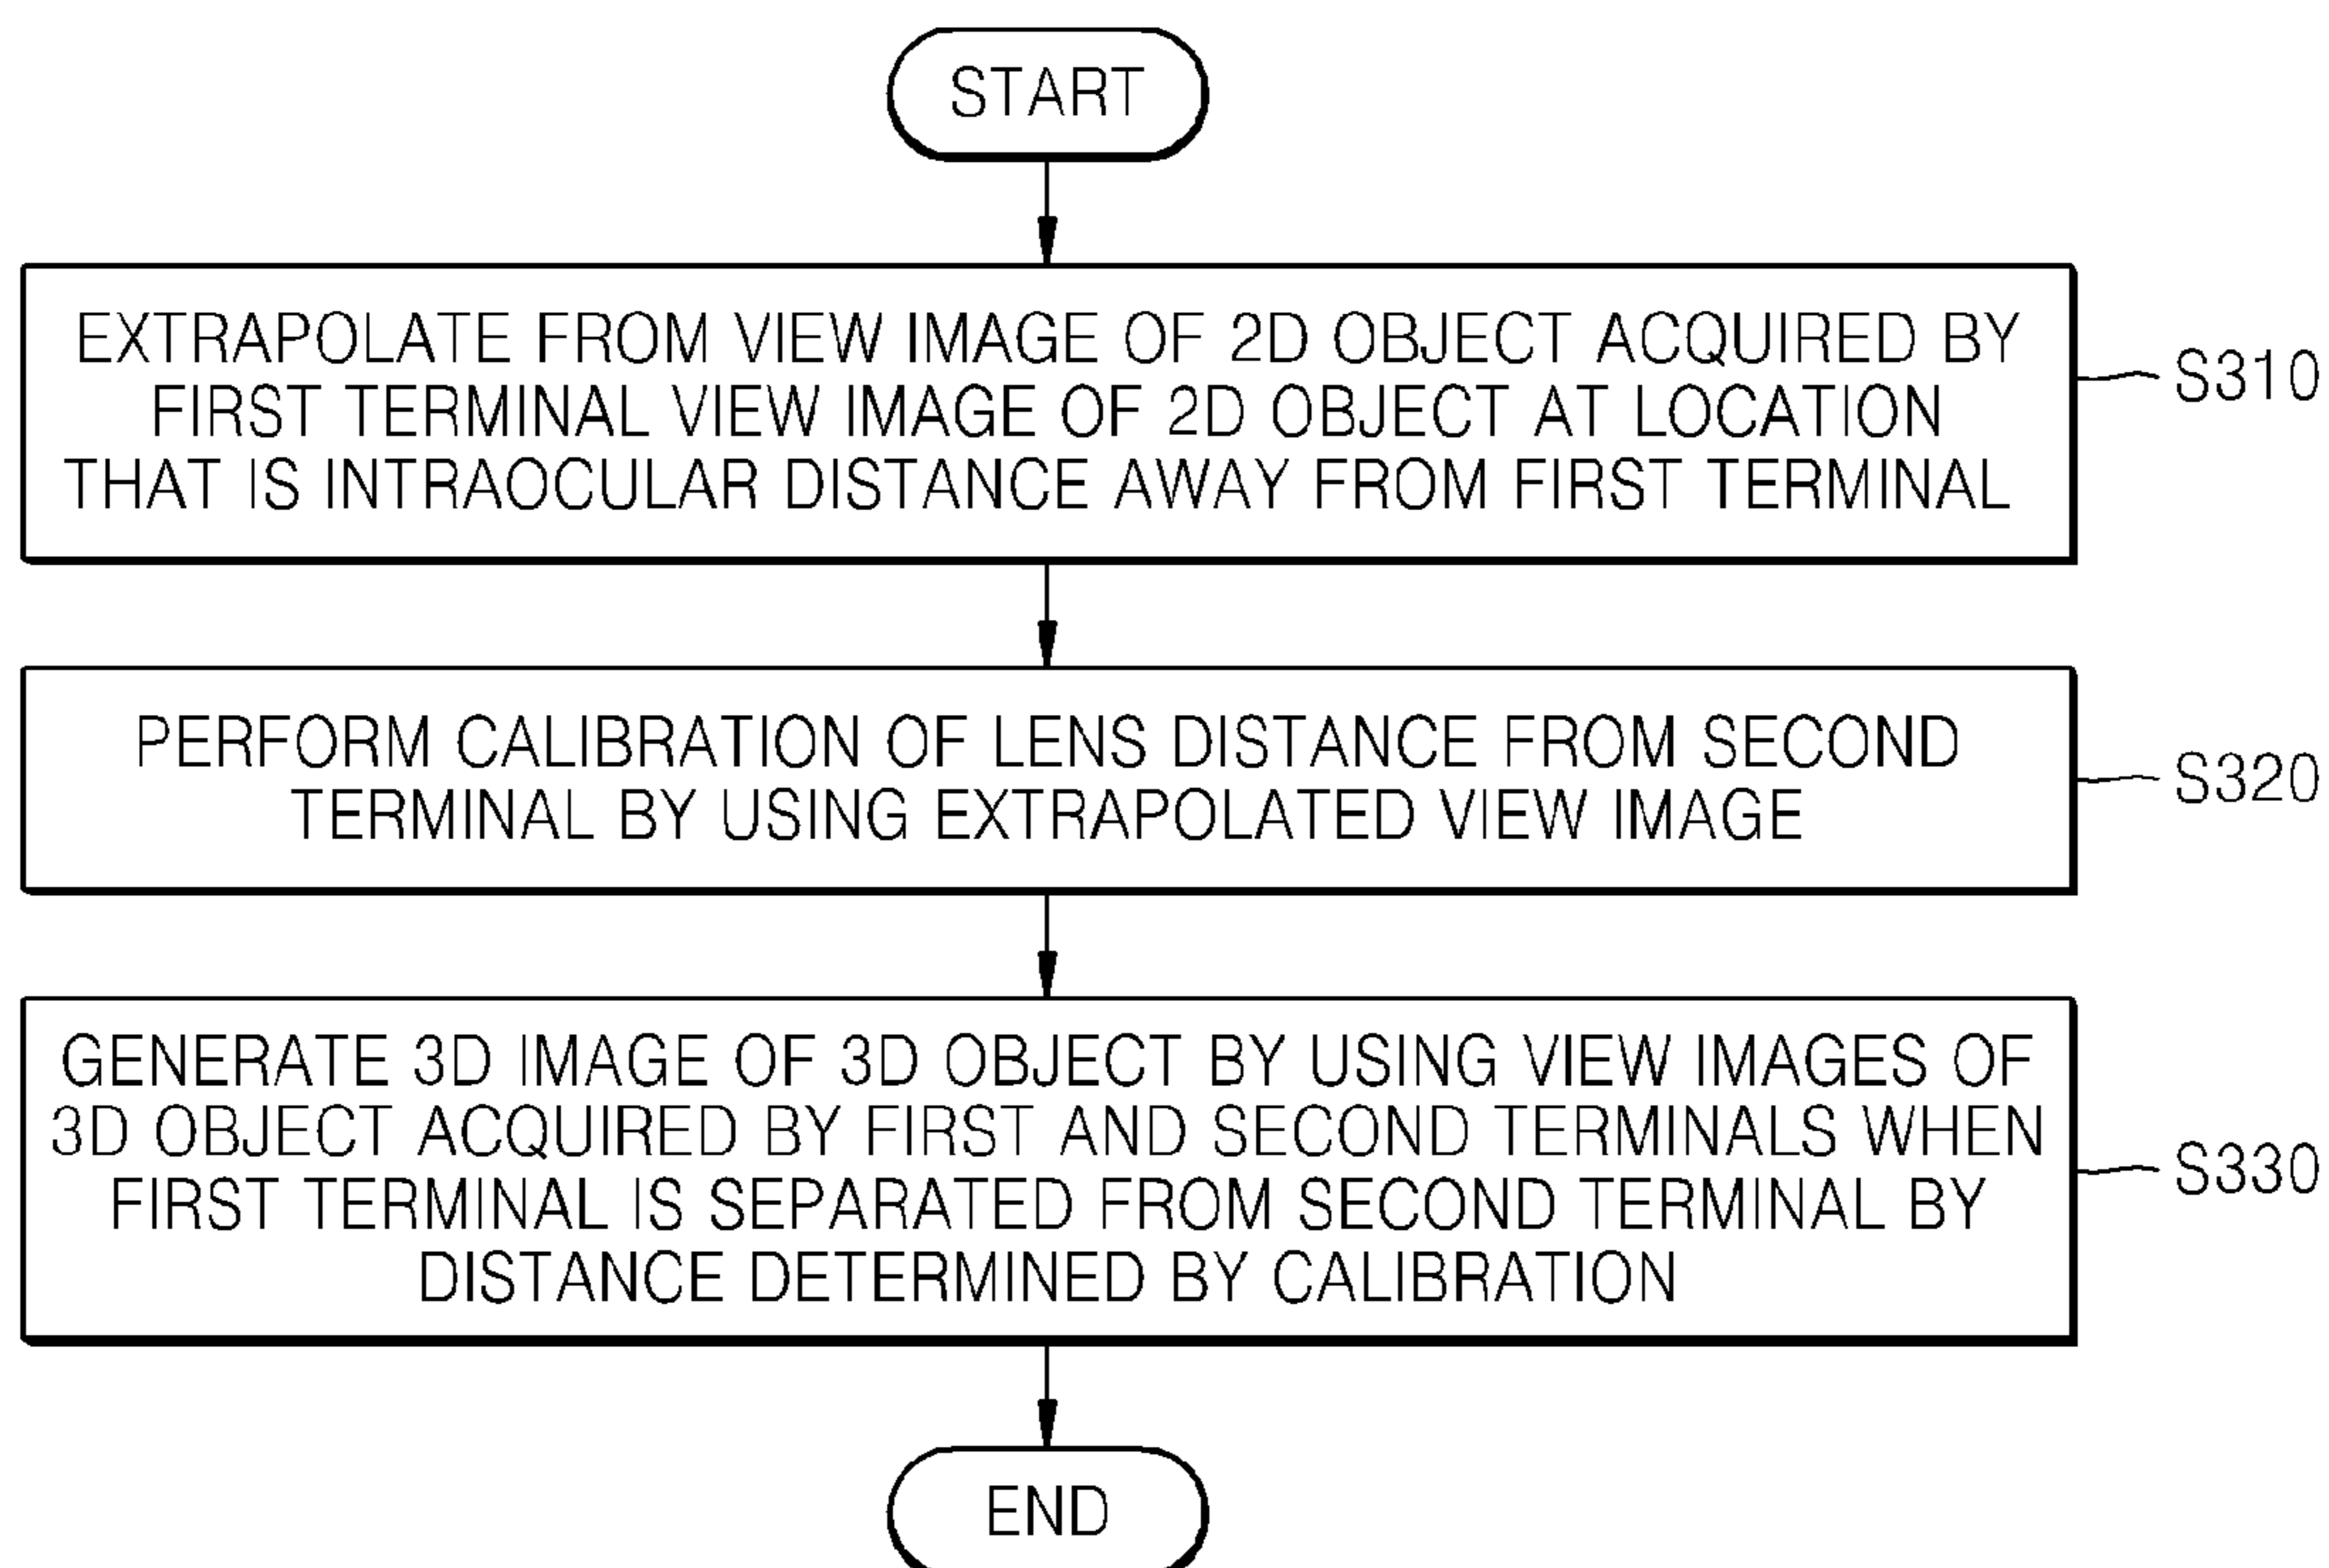 START
EXTRAPOLATE FROM VIEW IMAGE OF 2D OBJECT ACQUIRED BY
FIRST TERMINAL VIEW IMAGE OF 2D OBJECT AT LOCATION
THAT IS INTRAOCULAR DISTANCE AWAY FROM FIRST TERMINAL
S310
PERFORM CALIBRATION OF LENS DISTANCE FROM SECOND
TERMINAL BY USING EXTRAPOLATED VIEW IMAGE
S320
GENERATE 3D IMAGE OF 3D OBJECT BY USING VIEW IMAGES OF
3D OBJECT ACQUIRED BY FIRST AND SECOND TERMINALS WHEN
FIRST TERMINAL IS SEPARATED FROM SECOND TERMINAL BY
DISTANCE DETERMINED BY CALIBRATION
S330
END